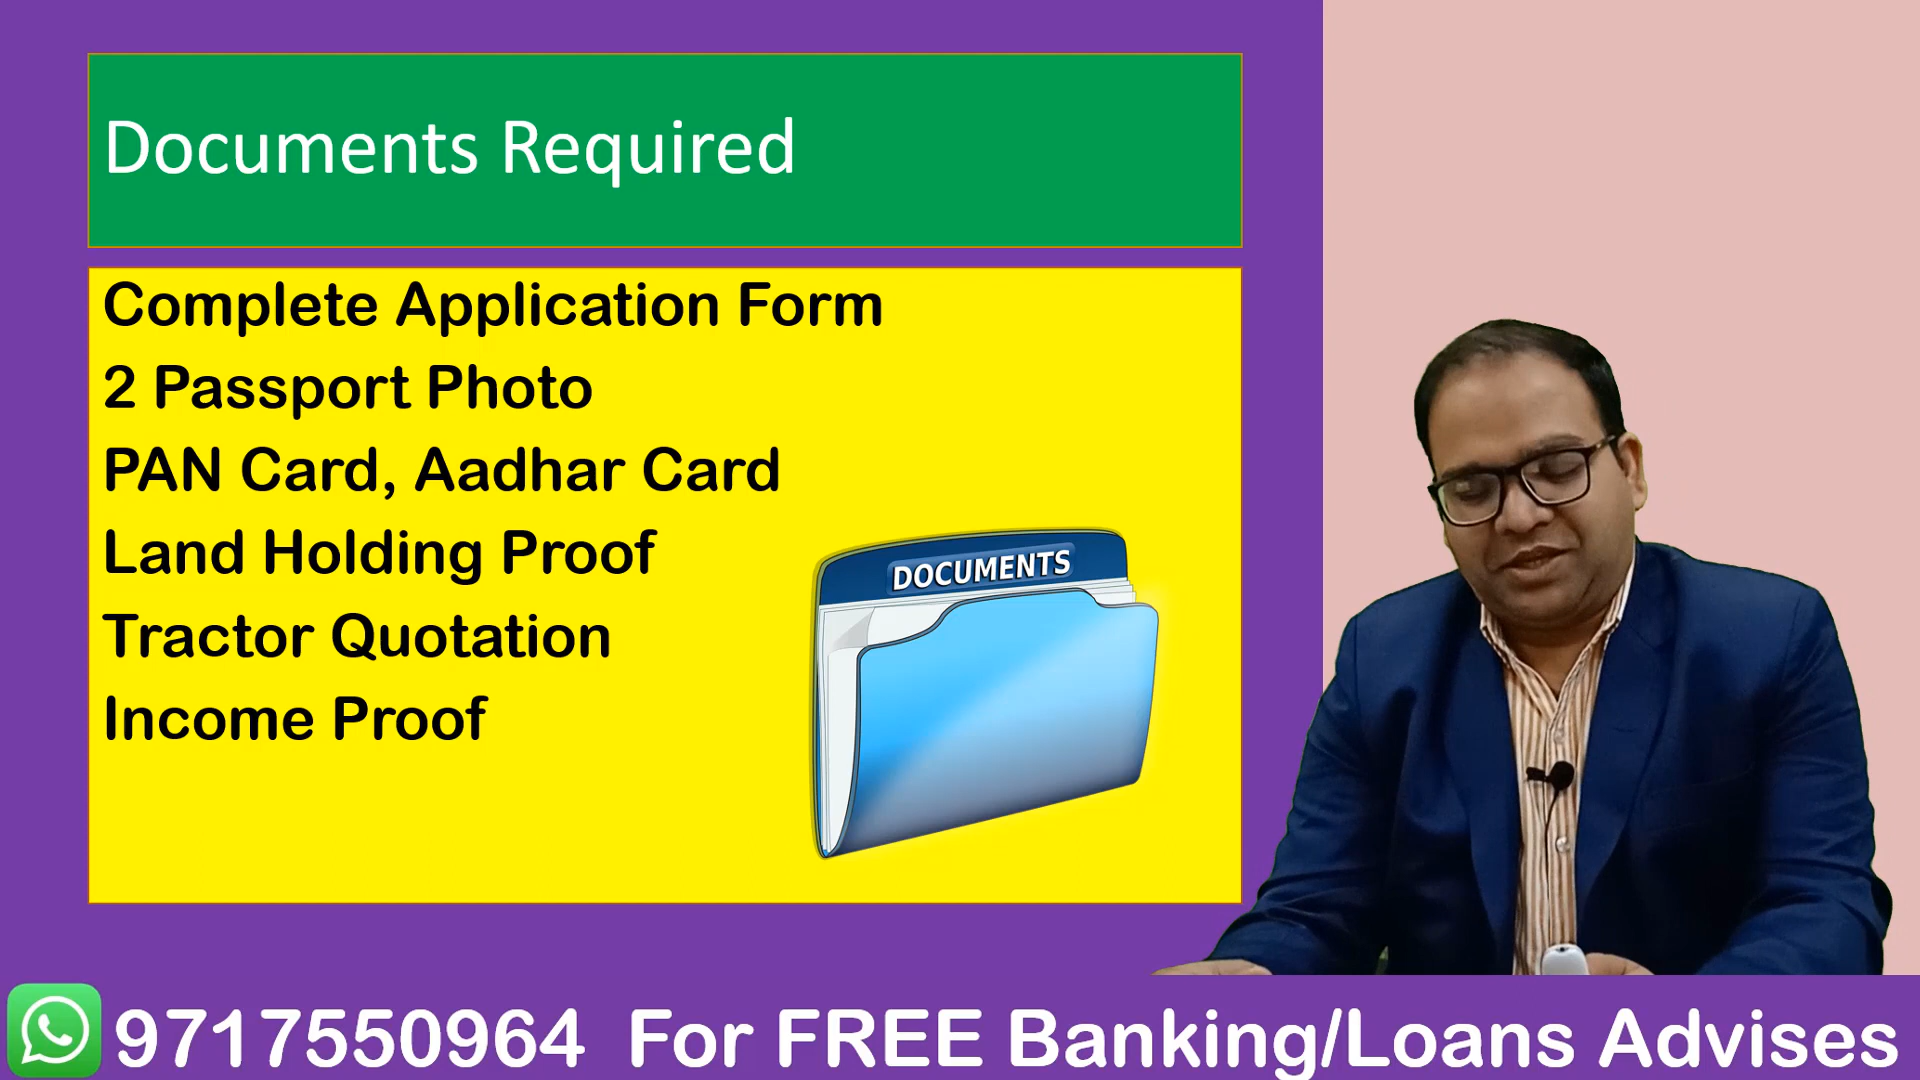 Documents Required
Complete Application Form
2 Passport Photo
PAN Card, Aadhar Card
Land Holding Proof
Tractor Quotation
Income Proof
DOCUMENTS
9717550964 For FREE Banking/Loans Advises